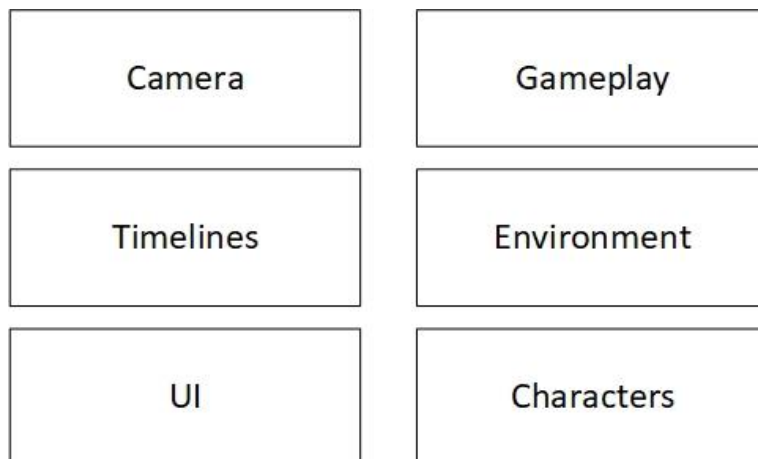 Camera
Gameplay
Timelines
Environment
UI
Characters